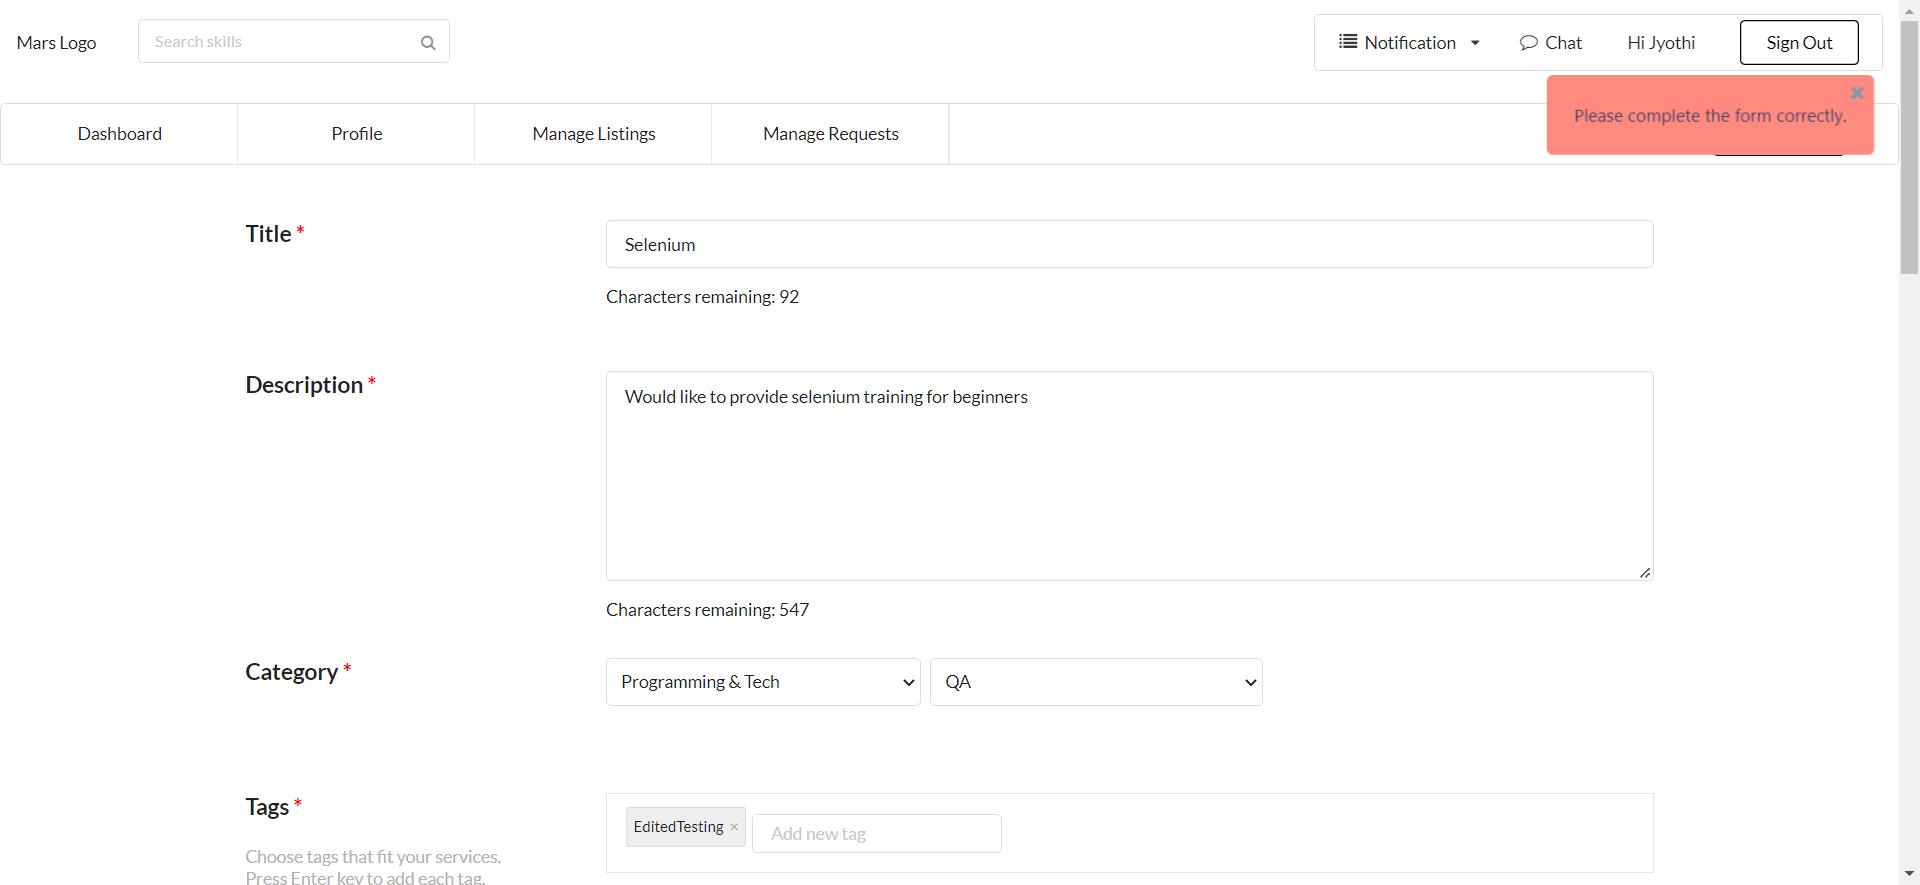 Mars Logo
Search skills
Notification
Chat
Hi Jyothi
Sign Out
Please complete the form correctly.
Dashboard
Profile
Manage Listings
Manage Requests
Title *
Selenium
Characters remaining: 92
Description *
Would like to provide selenium training for beginners
Characters remaining: 547
Category *
Programming & Tech
QA
Tags *
EditedTesting ×
Add new tag
Choose tags that fit your services.
Press Enter key to add each tag.